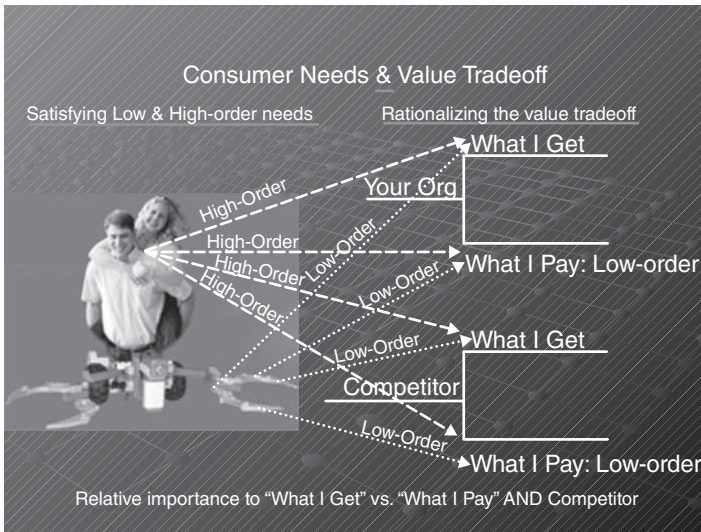 Consumer Needs & Value Tradeoff
Satisfying Low & High-order needs
Rationalizing the value tradeoff
What I Get
High-Order
Your Org
High-Order
Low-Order
High-Order
What I Pay: Low-order
High-Order
Low-Order
What I Get
Low-Order
Competitor
Low-Order
What I Pay: Low-order
Relative importance to “What I Get” vs. “What I Pay” AND Competitor